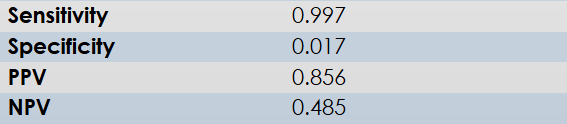 Sensitivity 0.997
Specificity 0.017
PPV 0.856
NPV 0.485